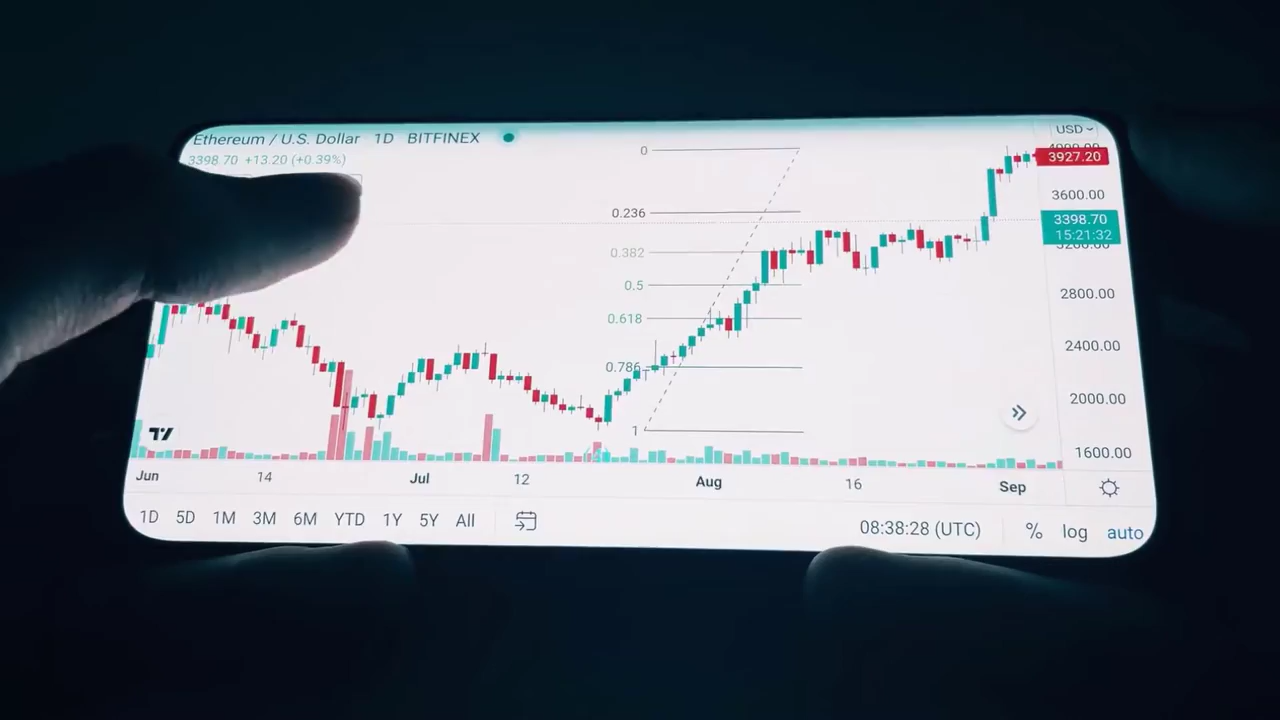 Ethereum / U.S. Dollar 1D BITFINEX
3398.70 +13.20 (+0.39%)
USD
3927.20
3600.00
3398.70
15:21:32
2800.00
2400.00
2000.00
1600.00
0
0.236
0.382
0.5
0.618
0.786
1
Jun 14 Jul 12 Aug 16 Sep
1D 5D 1M 3M 6M YTD 1Y 5Y All
08:38:28 (UTC) % log auto